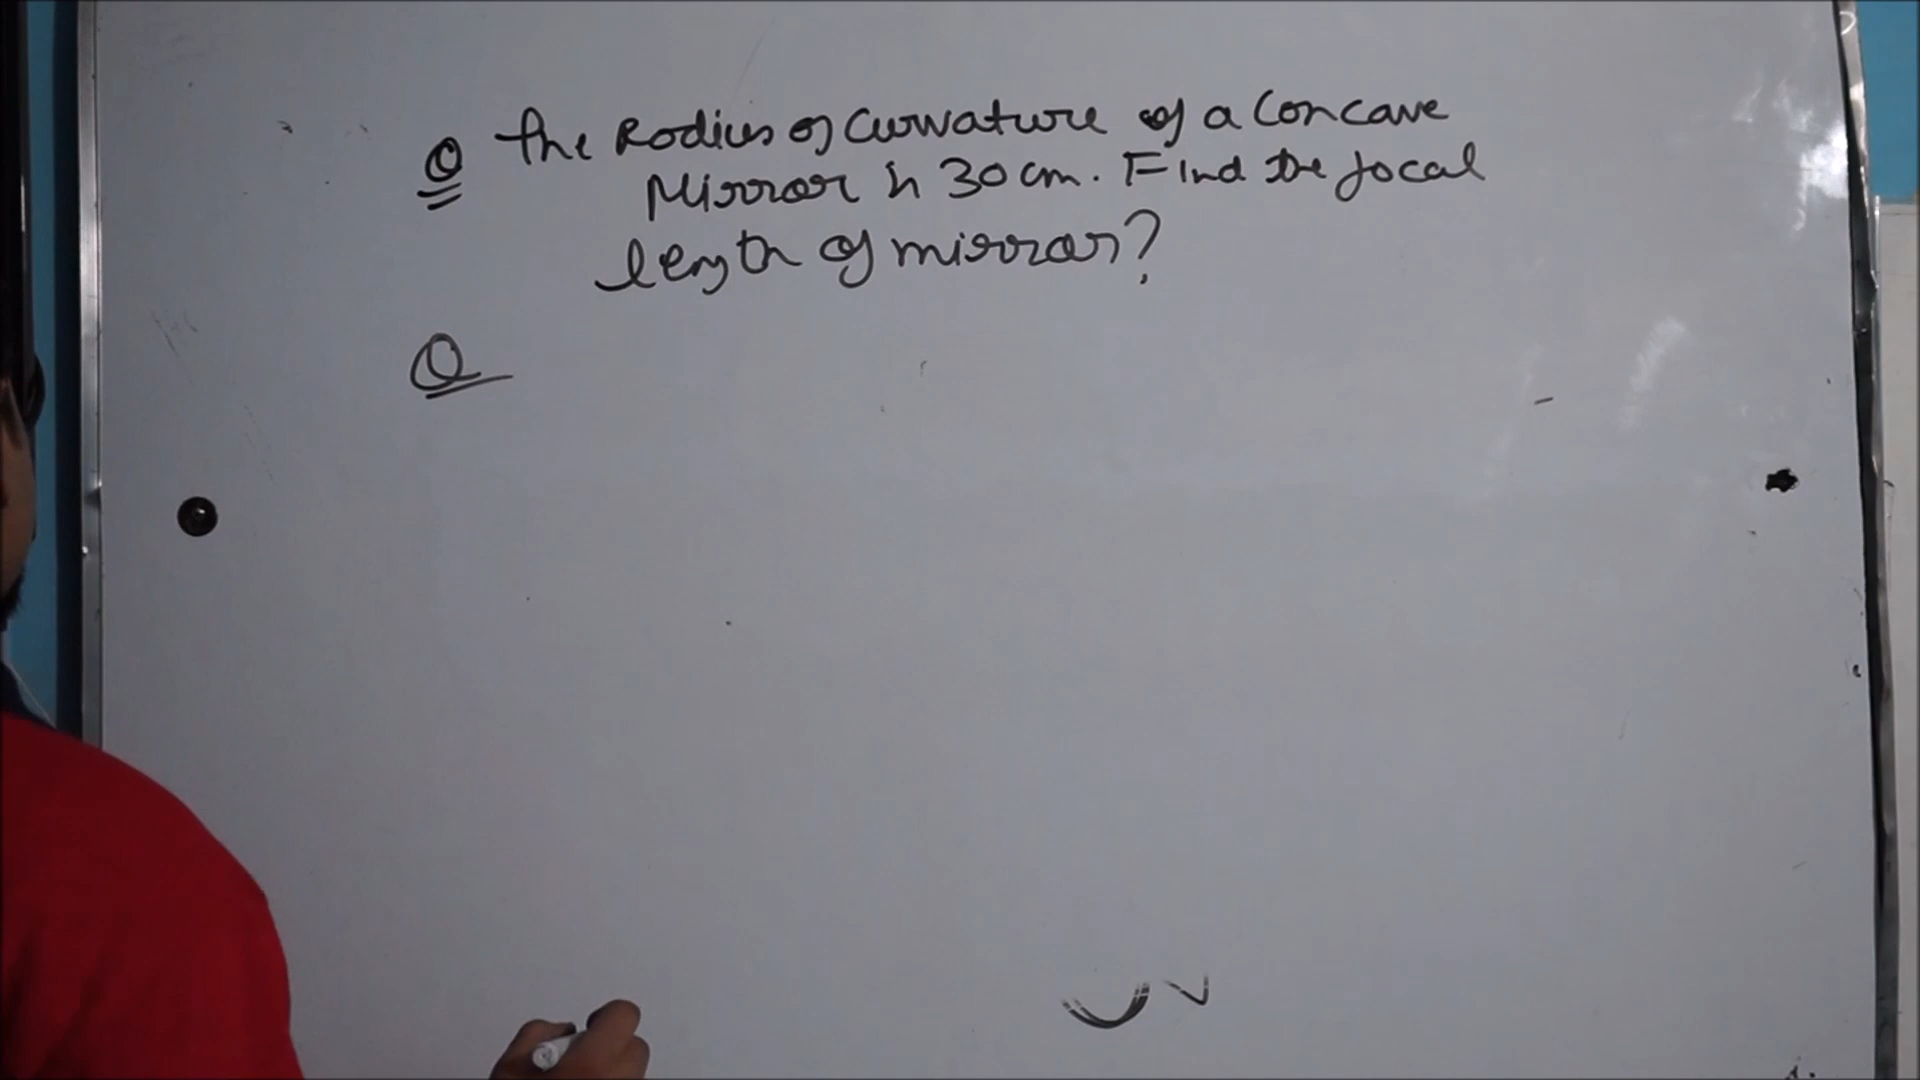 Q The Radius of Curvature of a Concave
Mirror is 30 cm. Find the focal
length of mirror?
Q